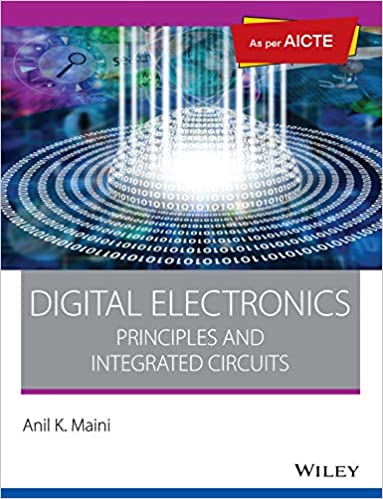 As per AICTE
DIGITAL ELECTRONICS
PRINCIPLES AND
INTEGRATED CIRCUITS
Anil K. Maini
WILEY